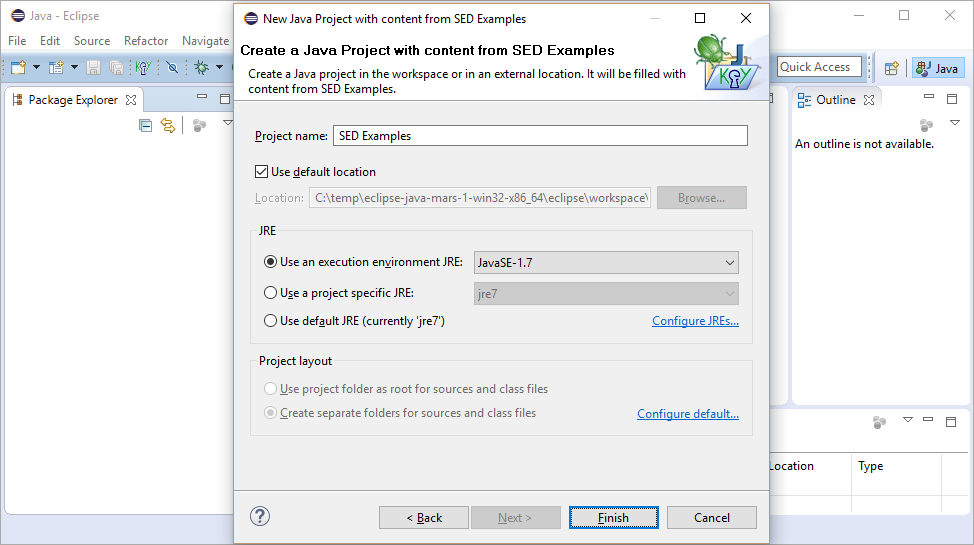 Java - Eclipse
File Edit Source Refactor Navigate
Quick Access
Java
Package Explorer
New Java Project with content from SED Examples
Create a Java Project with content from SED Examples
Create a Java project in the workspace or in an external location. It will be filled with
content from SED Examples.
KeY
Project name: SED Examples
Use default location
Location: C:\temp\eclipse-java-mars-1-win32-x86_64\eclipse\workspace\ Browse...
JRE
Use an execution environment JRE: JavaSE-1.7
Use a project specific JRE: jre7
Use default JRE (currently 'jre7') Configure JREs...
Project layout
Use project folder as root for sources and class files
Create separate folders for sources and class files Configure default...
? < Back Next > Finish Cancel
Outline
An outline is not available.
Location Type